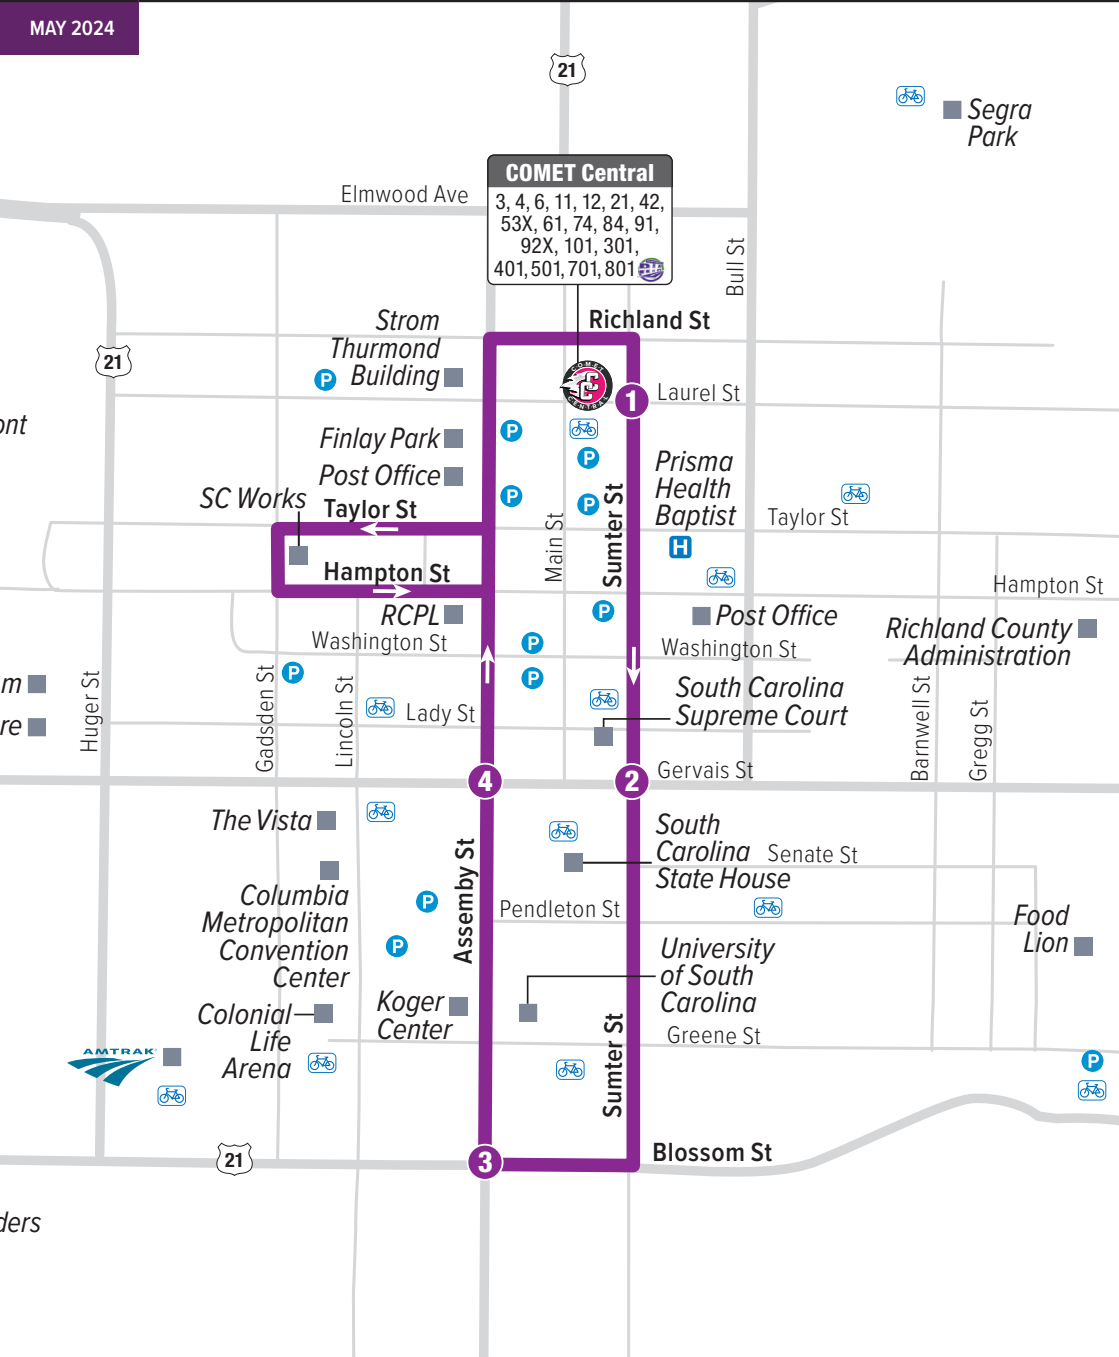 MAY 2024
21
Segra
Park
COMET Central
3, 4, 6, 11, 12, 21, 42,
53X, 61, 74, 84, 91,
92X, 101, 301,
401, 501, 701, 801
Elmwood Ave
Bull St
Richland St
Strom
Thurmond
Building
P
21
COMET
CENTRAL
1
Laurel St
ont
Finlay Park
P
P
Post Office
P
P
Prisma
Health
Baptist
H
SC Works
Taylor St
Main St
Sumter St
Taylor St
Hampton St
Hampton St
RCPL
P
Post Office
Richland County
Administration
Washington St
P
P
Washington St
Gadsden St
P
Lincoln St
Huger St
m
re
Lady St
South Carolina
Supreme Court
Barnwell St
Gregg St
4
2
Gervais St
The Vista
South
Carolina
State House
Senate St
Columbia
Metropolitan
Convention
Center
P
P
Assemby St
Pendleton St
Food
Lion
University
of South
Carolina
Koger
Center
Colonial
Life
Arena
Sumter St
Greene St
AMTRAK
P
21
3
Blossom St
ders